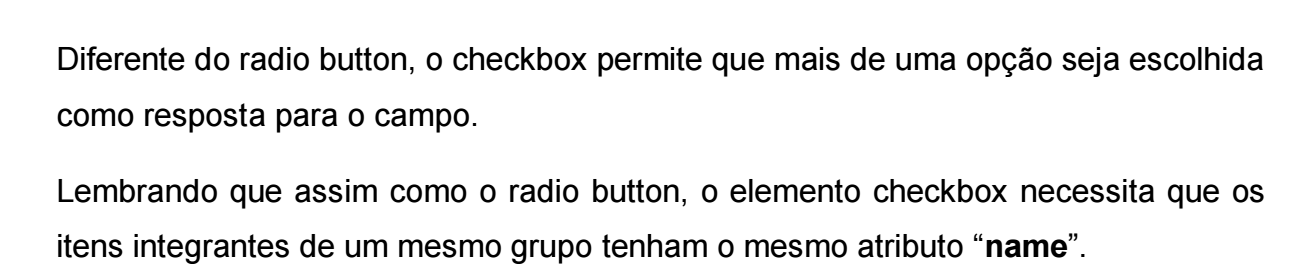 Diferente do radio button, o checkbox permite que mais de uma opção seja escolhida
como resposta para o campo.
Lembrando que assim como o radio button, o elemento checkbox necessita que os
itens integrantes de um mesmo grupo tenham o mesmo atributo “name”.